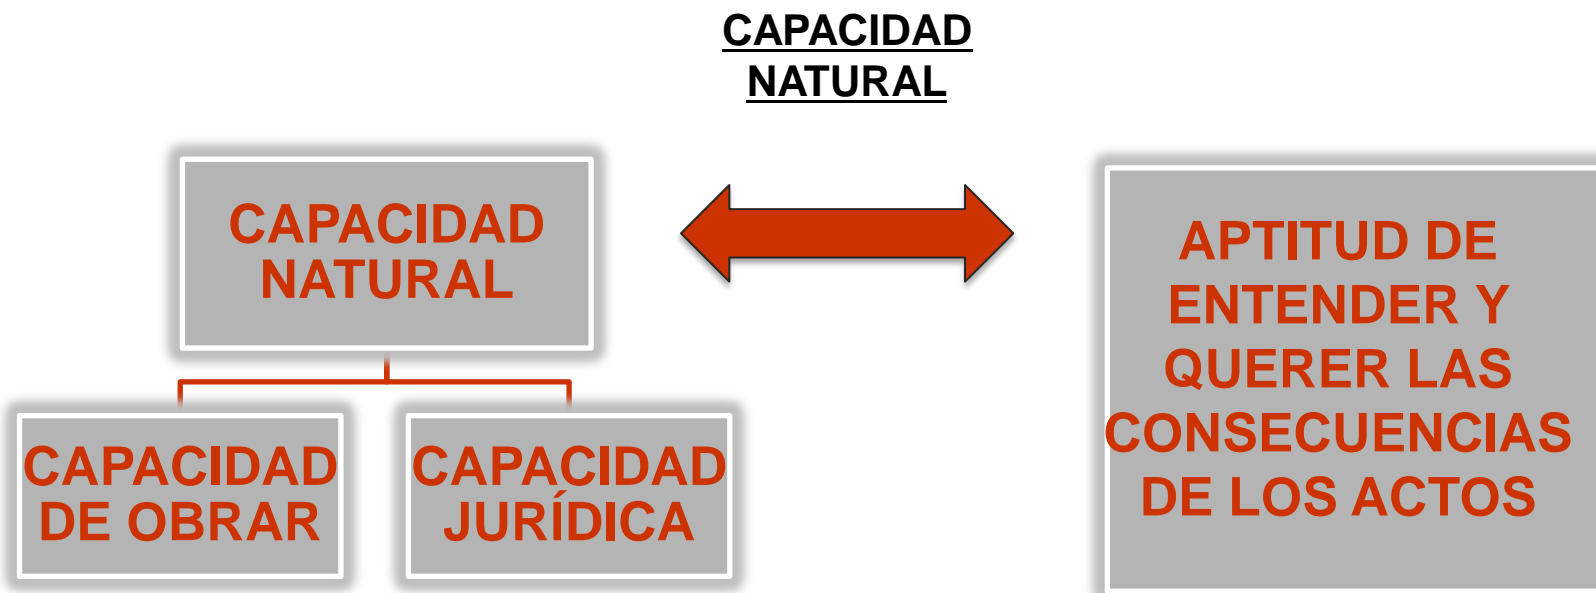 CAPACIDAD
NATURAL
CAPACIDAD
NATURAL
CAPACIDAD
DE OBRAR
CAPACIDAD
JURÍDICA
APTITUD DE
ENTENDER Y
QUERER LAS
CONSECUENCIAS
DE LOS ACTOS